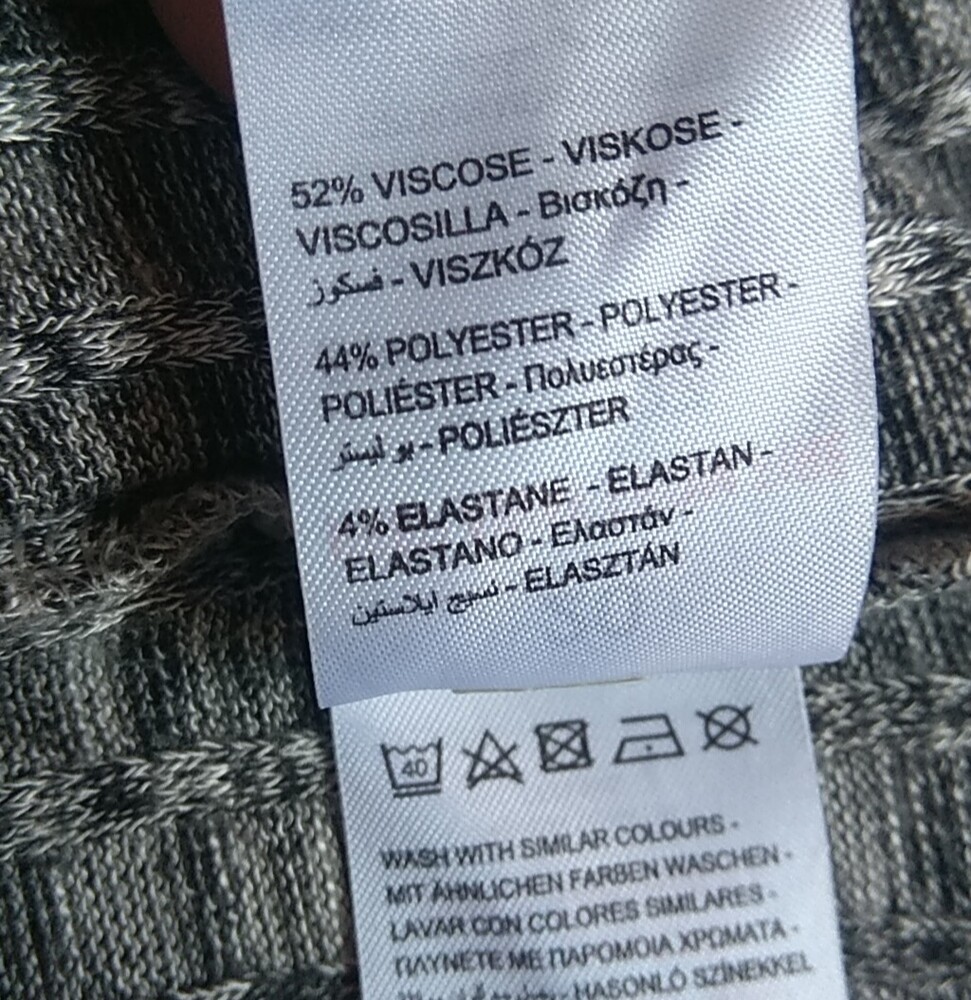 52% VISCOSE - VISKOSE -
VISCOSILLA - Βισκόζη -
فسكوز - VISZKÓZ
44% POLYESTER - POLYESTER -
POLIÉSTER - Πολυεστέρας -
بو ليستر - POLIÉSZTER
4% ELASTANE - ELASTAN -
ELASTANO - Ελαστάν -
نسيج ايلاستين - ELASZTÁN
40
WASH WITH SIMILAR COLOURS -
MIT ÄHNLICHEN FARBEN WASCHEN -
LAVAR CON COLORES SIMILARES -
ΠΛΥΝΕΤΕ ΜΕ ΠΑΡΟΜΟΙΑ ΧΡΩΜΑΤΑ -
- HASONLÓ SZÍNEKKEL